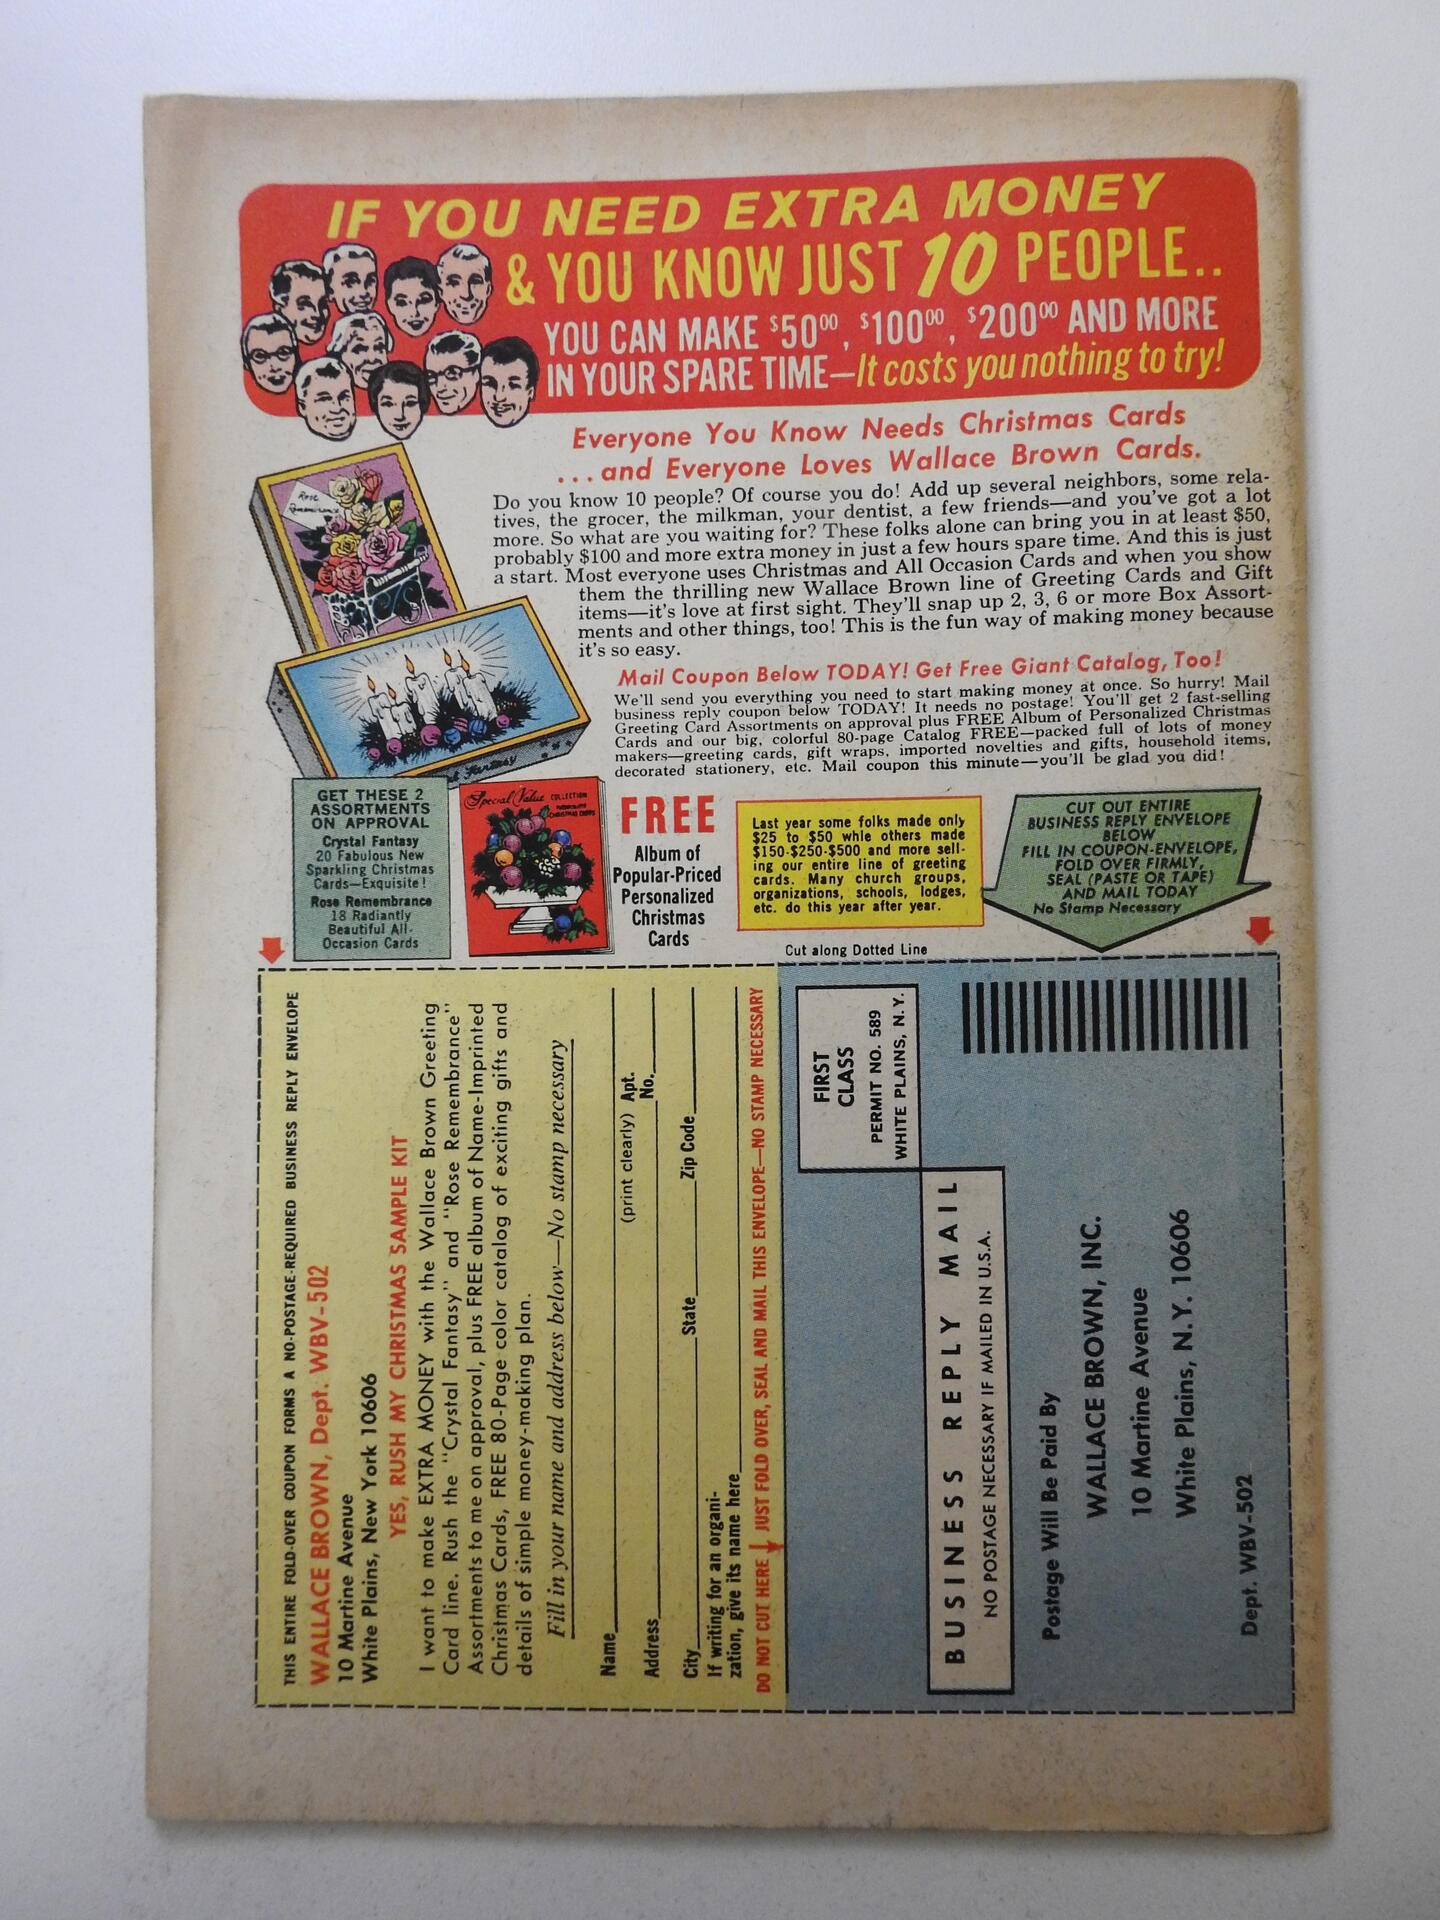 IF YOU NEED EXTRA MONEY
& YOU KNOW JUST 10 PEOPLE..
YOU CAN MAKE $50⁰⁰, $100⁰⁰, $200⁰⁰ AND MORE
IN YOUR SPARE TIME—It costs you nothing to try!
Everyone You Know Needs Christmas Cards
...and Everyone Loves Wallace Brown Cards.
Do you know 10 people? Of course you do! Add up several neighbors, some rela-
tives, the grocer, the milkman, your dentist, a few friends—and you've got a lot
more. So what are you waiting for? These folks alone can bring you in at least $50,
probably $100 and more extra money in just a few hours spare time. And this is just
a start. Most everyone uses Christmas and All Occasion Cards and when you show
them the thrilling new Wallace Brown line of Greeting Cards and Gift
items—it's love at first sight. They'll snap up 2, 3, 6 or more Box Assort-
ments and other things, too! This is the fun way of making money because
it's so easy.
Rose
Remembrance
Mail Coupon Below TODAY! Get Free Giant Catalog, Too!
We'll send you everything you need to start making money at once. So hurry! Mail
business reply coupon below TODAY! It needs no postage! You'll get 2 fast-selling
Greeting Card Assortments on approval plus FREE Album of Personalized Christmas
Cards and our big, colorful 80-page Catalog FREE—packed full of lots of money
makers—greeting cards, gift wraps, imported novelties and gifts, household items,
decorated stationery, etc. Mail coupon this minute—you'll be glad you did!
Fantasy
GET THESE 2
ASSORTMENTS
ON APPROVAL
Crystal Fantasy
20 Fabulous New
Sparkling Christmas
Cards—Exquisite!
Rose Remembrance
18 Radiantly
Beautiful All-
Occasion Cards
Special Value COLLECTION
CHRISTMAS CARDS
FREE
Album of
Popular-Priced
Personalized
Christmas
Cards
Last year some folks made only
$25 to $50 whle others made
$150-$250-$500 and more sell-
ing our entire line of greeting
cards. Many church groups,
organizations, schools, lodges,
etc. do this year after year.
CUT OUT ENTIRE
BUSINESS REPLY ENVELOPE
BELOW
FILL IN COUPON-ENVELOPE,
FOLD OVER FIRMLY,
SEAL (PASTE OR TAPE)
AND MAIL TODAY
No Stamp Necessary
Cut along Dotted Line
THIS ENTIRE FOLD-OVER COUPON FORMS A NO-POSTAGE-REQUIRED BUSINESS REPLY ENVELOPE
WALLACE BROWN, Dept. WBV-502
10 Martine Avenue
White Plains, New York 10606
YES, RUSH MY CHRISTMAS SAMPLE KIT
I want to make EXTRA MONEY with the Wallace Brown Greeting
Card line. Rush the "Crystal Fantasy" and "Rose Remembrance"
Assortments to me on approval, plus FREE album of Name-Imprinted
Christmas Cards, FREE 80-Page color catalog of exciting gifts and
details of simple money-making plan.
Fill in your name and address below—No stamp necessary
Name
(print clearly)
Address Apt. No.
City State Zip Code
If writing for an organi-
zation, give its name here
DO NOT CUT HERE JUST FOLD OVER, SEAL AND MAIL THIS ENVELOPE—NO STAMP NECESSARY
FIRST
CLASS
PERMIT NO. 589
WHITE PLAINS, N.Y.
BUSINESS REPLY MAIL
NO POSTAGE NECESSARY IF MAILED IN U.S.A.
Postage Will Be Paid By
WALLACE BROWN, INC.
10 Martine Avenue
White Plains, N.Y. 10606
Dept. WBV-502